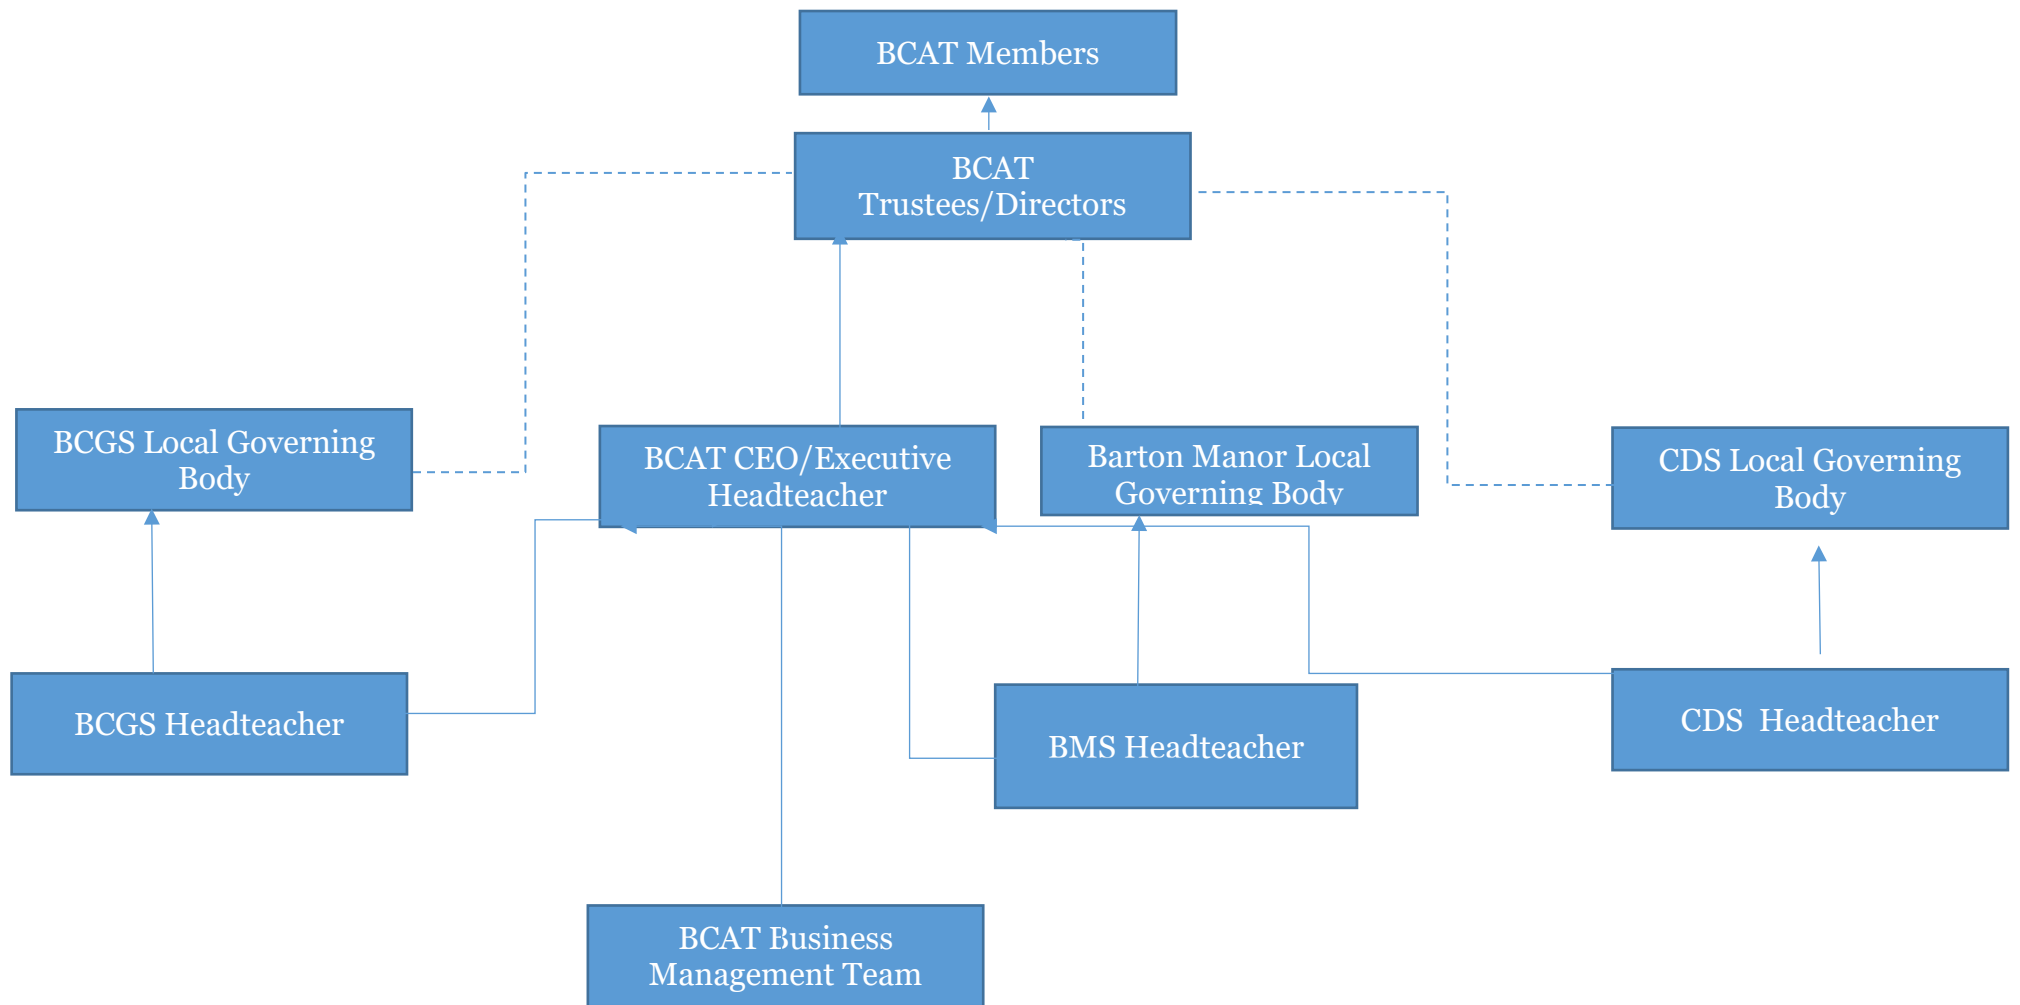 BCAT Members
BCAT
Trustees/Directors
BCGS Local Governing
Body
BCAT CEO/Executive
Headteacher
Barton Manor Local
Governing Body
CDS Local Governing
Body
BCGS Headteacher
BMS Headteacher
CDS  Headteacher
BCAT Business
Management Team